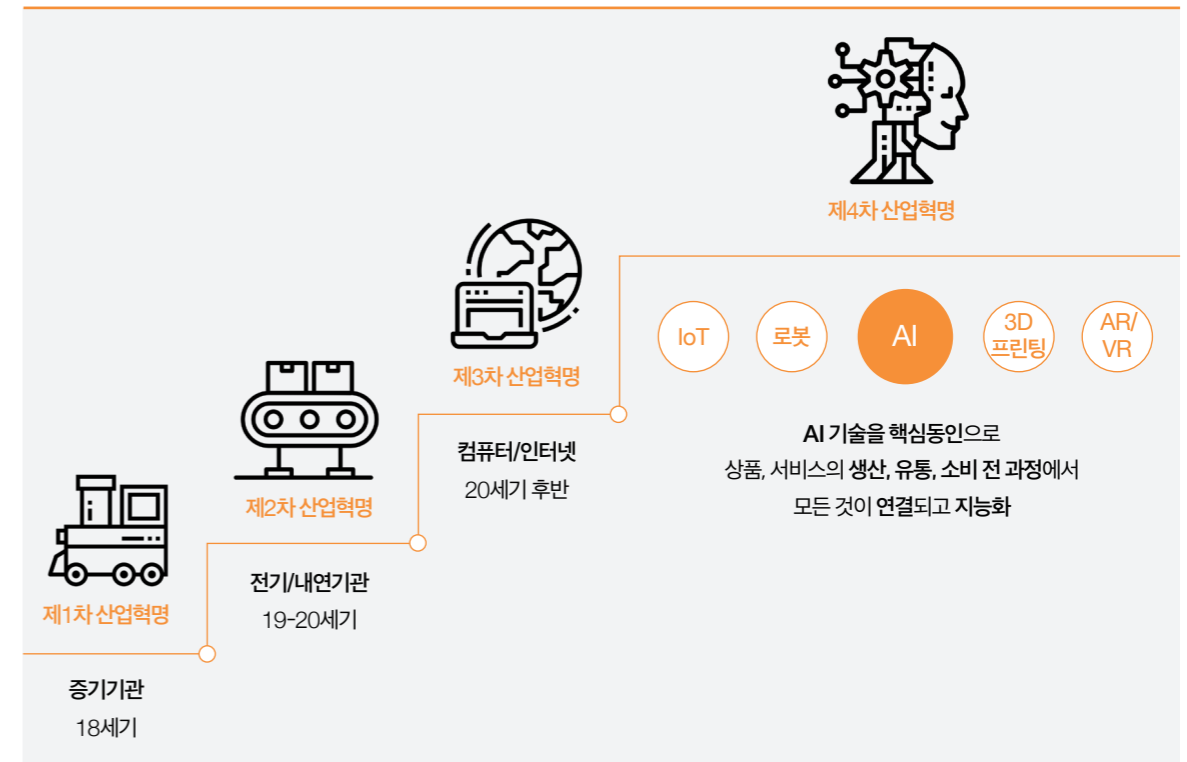 제1차 산업혁명
증기기관
18세기
제2차 산업혁명
전기/내연기관
19-20세기
제3차 산업혁명
컴퓨터/인터넷
20세기 후반
제4차 산업혁명
IoT
로봇
AI
3D
프린팅
AR/
VR
AI 기술을 핵심동인으로
상품, 서비스의 생산, 유통, 소비 전 과정에서
모든 것이 연결되고 지능화